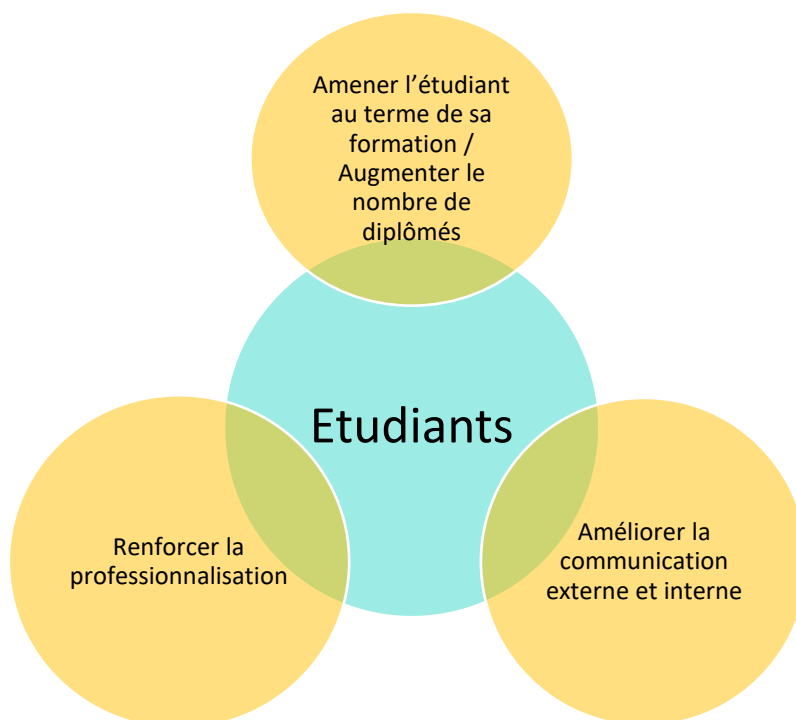 Amener l’étudiant
au terme de sa
formation /
Augmenter le
nombre de
diplômés
Etudiants
Renforcer la
professionnalisation
Améliorer la
communication
externe et interne